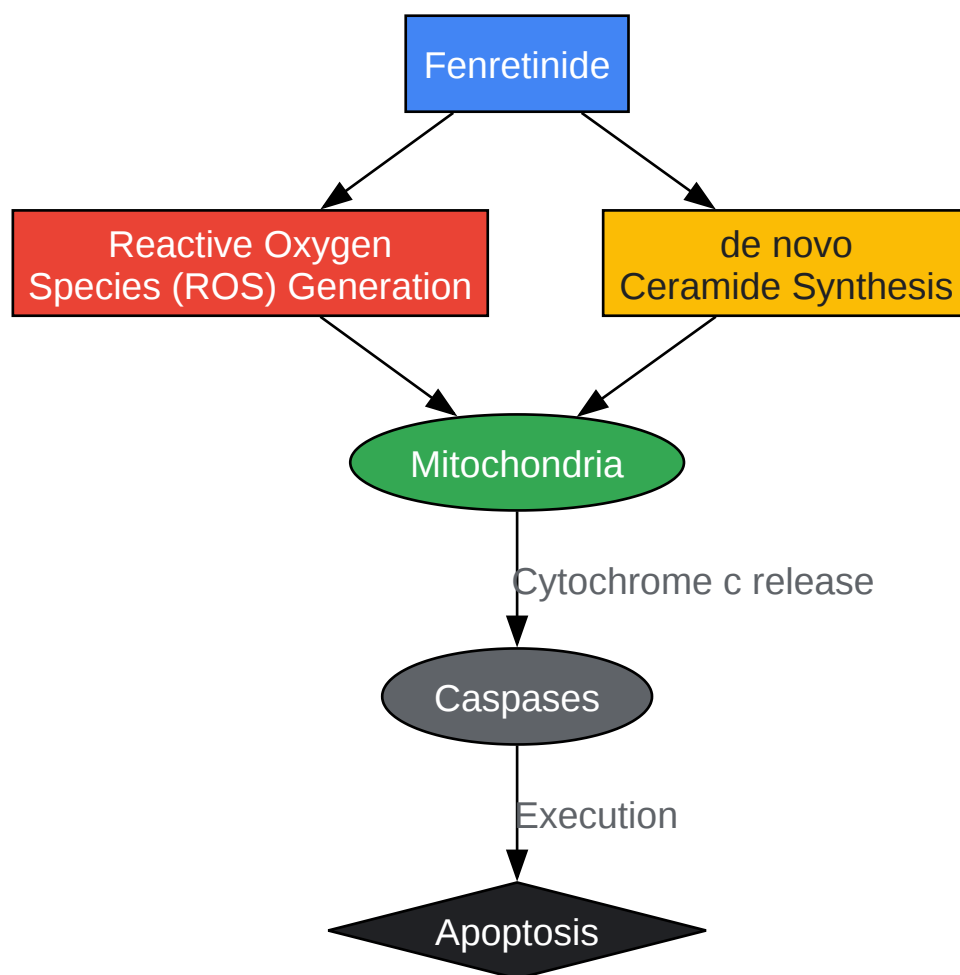 Fenretinide
Reactive Oxygen
Species (ROS) Generation
de novo
Ceramide Synthesis
Mitochondria
Cytochrome c release
Caspases
Execution
Apoptosis